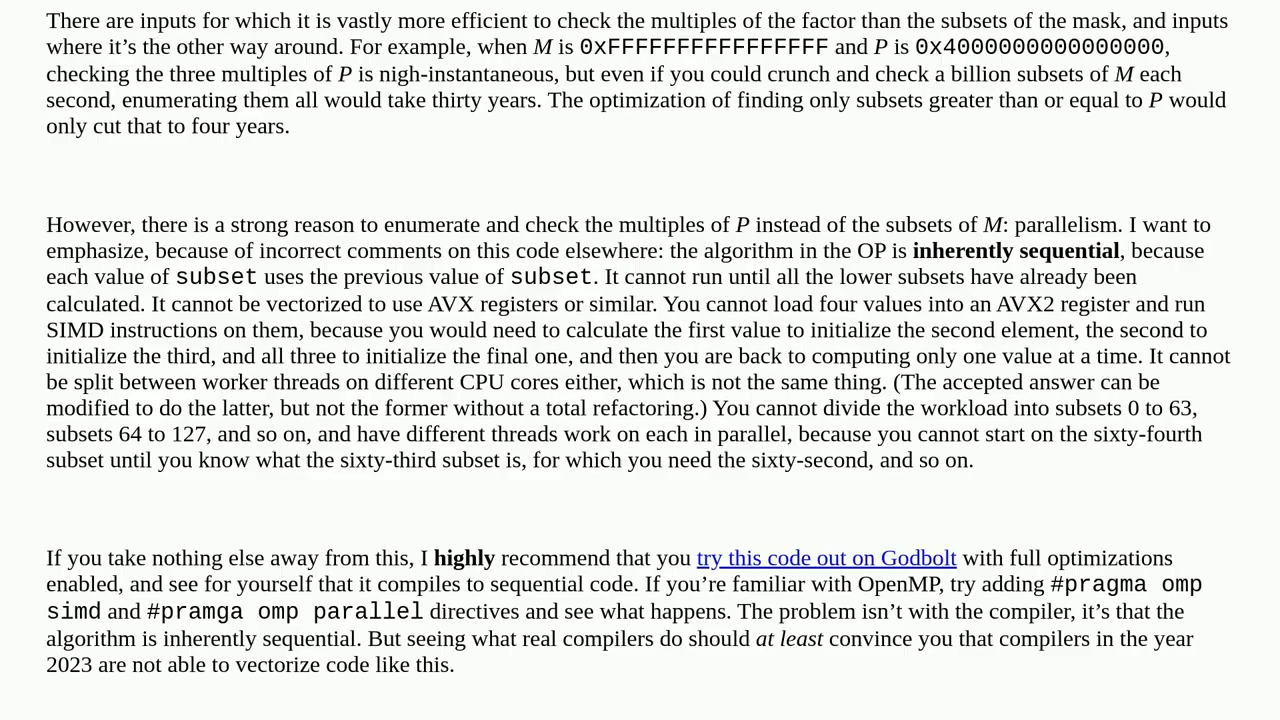 There are inputs for which it is vastly more efficient to check the multiples of the factor than the subsets of the mask, and inputs
where it’s the other way around. For example, when M is 0xFFFFFFFFFFFFFFFF and P is 0x4000000000000000,
checking the three multiples of P is nigh-instantaneous, but even if you could crunch and check a billion subsets of M each
second, enumerating them all would take thirty years. The optimization of finding only subsets greater than or equal to P would
only cut that to four years.
However, there is a strong reason to enumerate and check the multiples of P instead of the subsets of M: parallelism. I want to
emphasize, because of incorrect comments on this code elsewhere: the algorithm in the OP is inherently sequential, because
each value of subset uses the previous value of subset. It cannot run until all the lower subsets have already been
calculated. It cannot be vectorized to use AVX registers or similar. You cannot load four values into an AVX2 register and run
SIMD instructions on them, because you would need to calculate the first value to initialize the second element, the second to
initialize the third, and all three to initialize the final one, and then you are back to computing only one value at a time. It cannot
be split between worker threads on different CPU cores either, which is not the same thing. (The accepted answer can be
modified to do the latter, but not the former without a total refactoring.) You cannot divide the workload into subsets 0 to 63,
subsets 64 to 127, and so on, and have different threads work on each in parallel, because you cannot start on the sixty-fourth
subset until you know what the sixty-third subset is, for which you need the sixty-second, and so on.
If you take nothing else away from this, I highly recommend that you try this code out on Godbolt with full optimizations
enabled, and see for yourself that it compiles to sequential code. If you’re familiar with OpenMP, try adding #pragma omp
simd and #pramga omp parallel directives and see what happens. The problem isn’t with the compiler, it’s that the
algorithm is inherently sequential. But seeing what real compilers do should at least convince you that compilers in the year
2023 are not able to vectorize code like this.